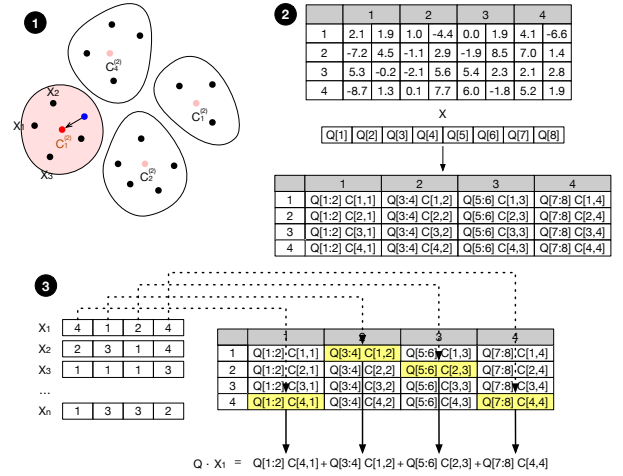 1
C4(2)
C1(2)
X2
X1
C1(2)
X3
C2(2)
2
1 2 3 4
1 2.1 1.9 1.0 -4.4 0.0 1.9 4.1 -6.6
2 -7.2 4.5 -1.1 2.9 -1.9 8.5 7.0 1.4
3 5.3 -0.2 -2.1 5.6 5.4 2.3 2.1 2.8
4 -8.7 1.3 0.1 7.7 6.0 -1.8 5.2 1.9
X
Q[1] Q[2] Q[3] Q[4] Q[5] Q[6] Q[7] Q[8]
1 2 3 4
1 Q[1:2] C[1,1] Q[3:4] C[1,2] Q[5:6] C[1,3] Q[7:8] C[1,4]
2 Q[1:2] C[2,1] Q[3:4] C[2,2] Q[5:6] C[2,3] Q[7:8] C[2,4]
3 Q[1:2] C[3,1] Q[3:4] C[3,2] Q[5:6] C[3,3] Q[7:8] C[3,4]
4 Q[1:2] C[4,1] Q[3:4] C[4,2] Q[5:6] C[4,3] Q[7:8] C[4,4]
3
X1 4 1 2 4
X2 2 3 1 4
X3 1 1 1 3
...
Xn 1 3 3 2
1 2 3 4
1 Q[1:2] C[1,1] Q[3:4] C[1,2] Q[5:6] C[1,3] Q[7:8] C[1,4]
2 Q[1:2] C[2,1] Q[3:4] C[2,2] Q[5:6] C[2,3] Q[7:8] C[2,4]
3 Q[1:2] C[3,1] Q[3:4] C[3,2] Q[5:6] C[3,3] Q[7:8] C[3,4]
4 Q[1:2] C[4,1] Q[3:4] C[4,2] Q[5:6] C[4,3] Q[7:8] C[4,4]
Q · X1 = Q[1:2] C[4,1] + Q[3:4] C[1,2] + Q[5:6] C[2,3] + Q[7:8] C[4,4]